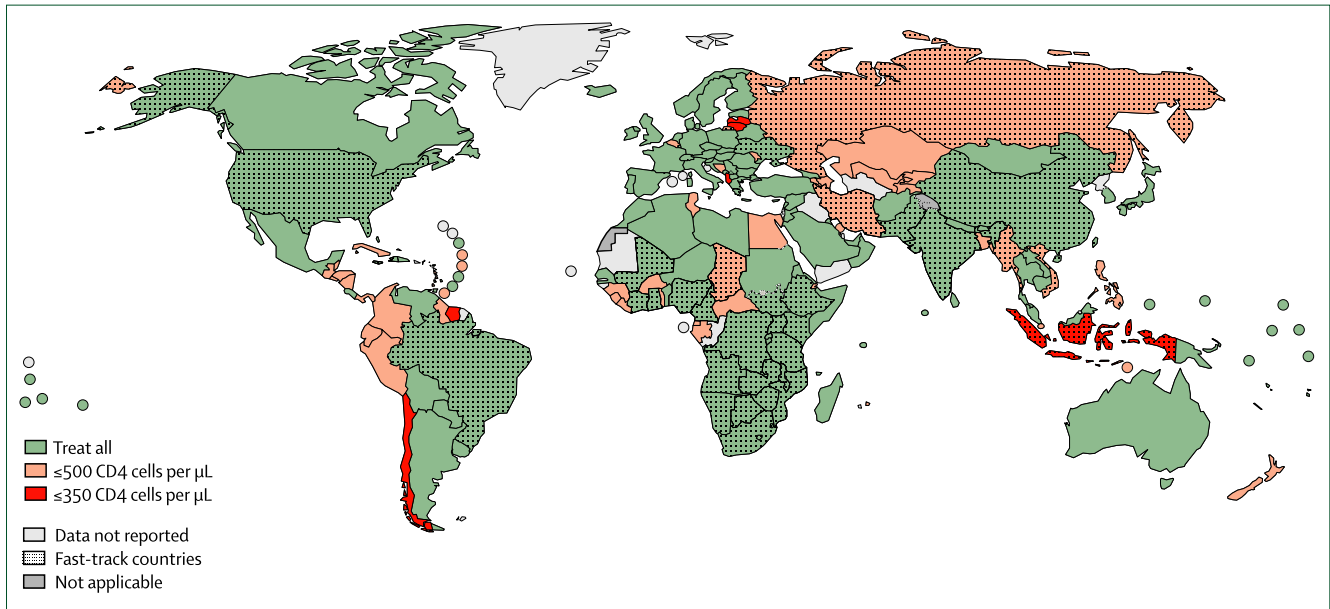 Treat all
≤500 CD4 cells per µL
≤350 CD4 cells per µL
Data not reported
Fast-track countries
Not applicable